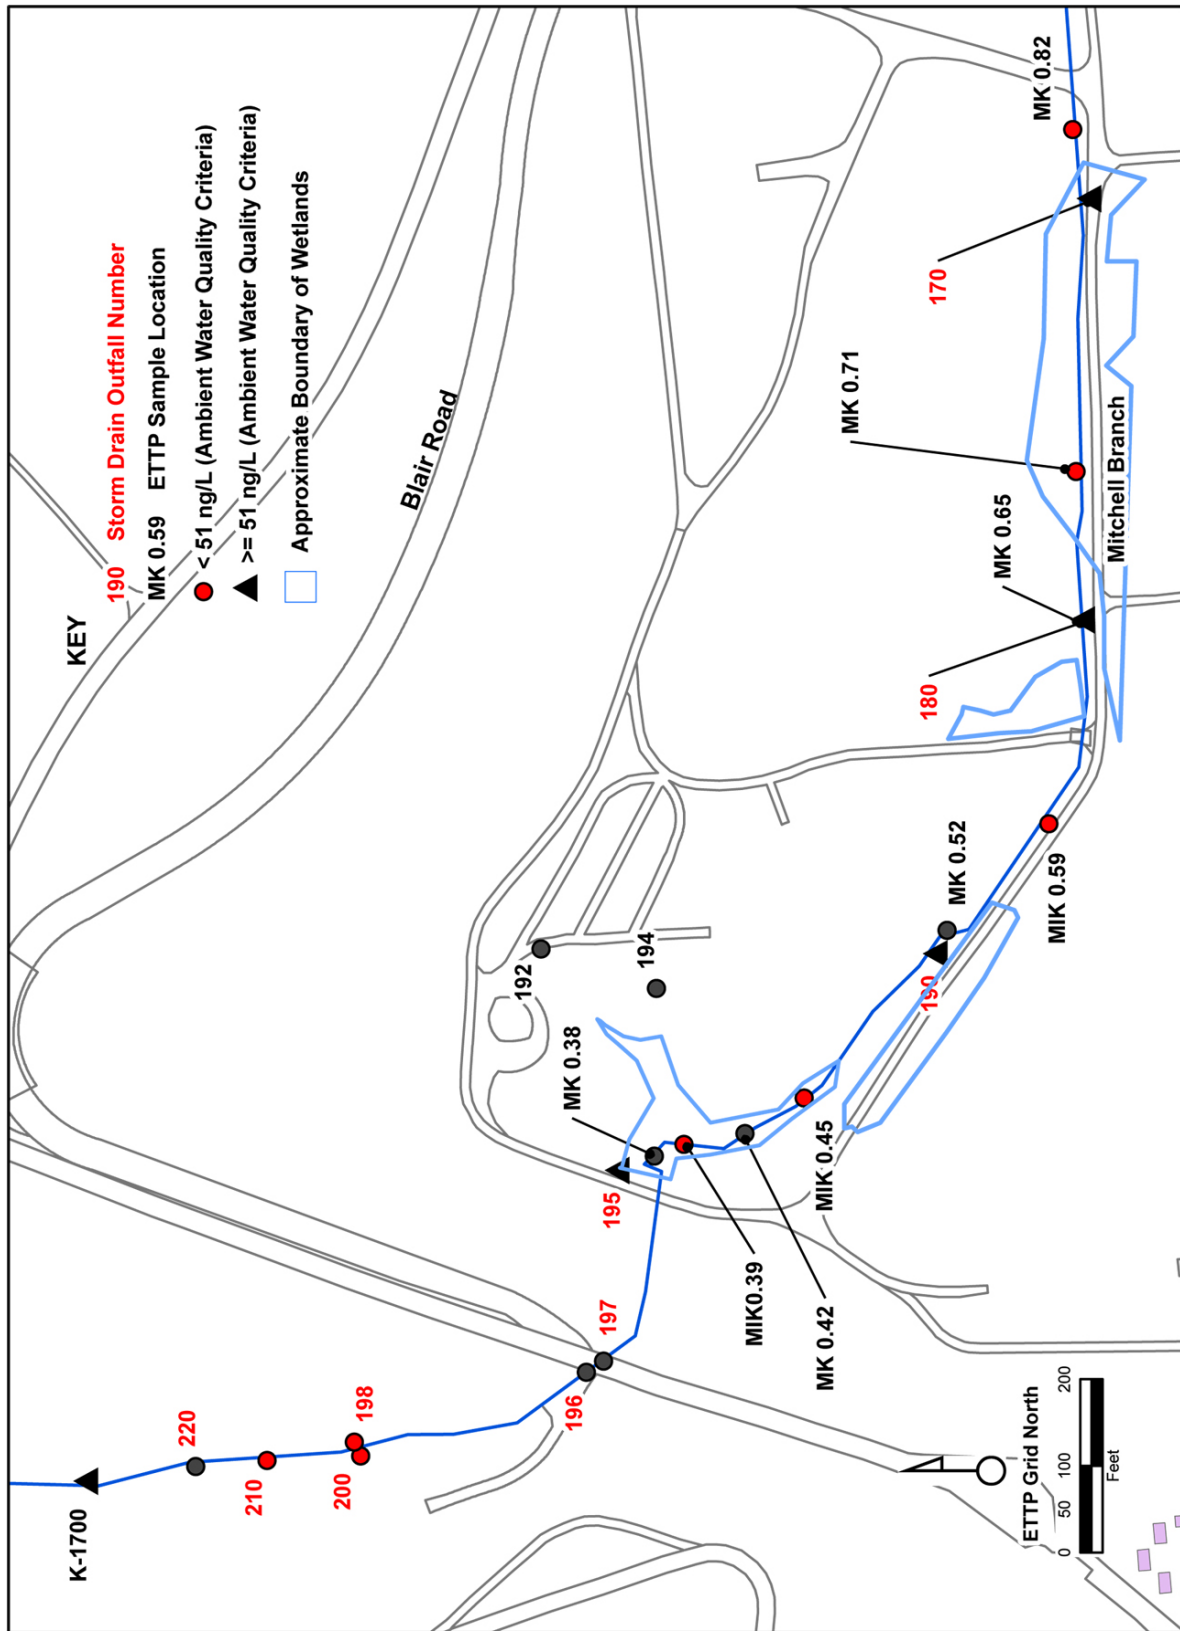 KEY
190 Storm Drain Outfall Number
MK 0.59 ETTP Sample Location
< 51 ng/L (Ambient Water Quality Criteria)
>= 51 ng/L (Ambient Water Quality Criteria)
Approximate Boundary of Wetlands
Blair Road
MK 0.82
170
MK 0.71
Mitchell Branch
MK 0.65
180
MK 0.52
MIK 0.59
190
192
194
MK 0.38
MIK 0.45
195
MIK0.39
MK 0.42
197
196
198
200
210
220
K-1700
ETTP Grid North
0 50 100 200
Feet